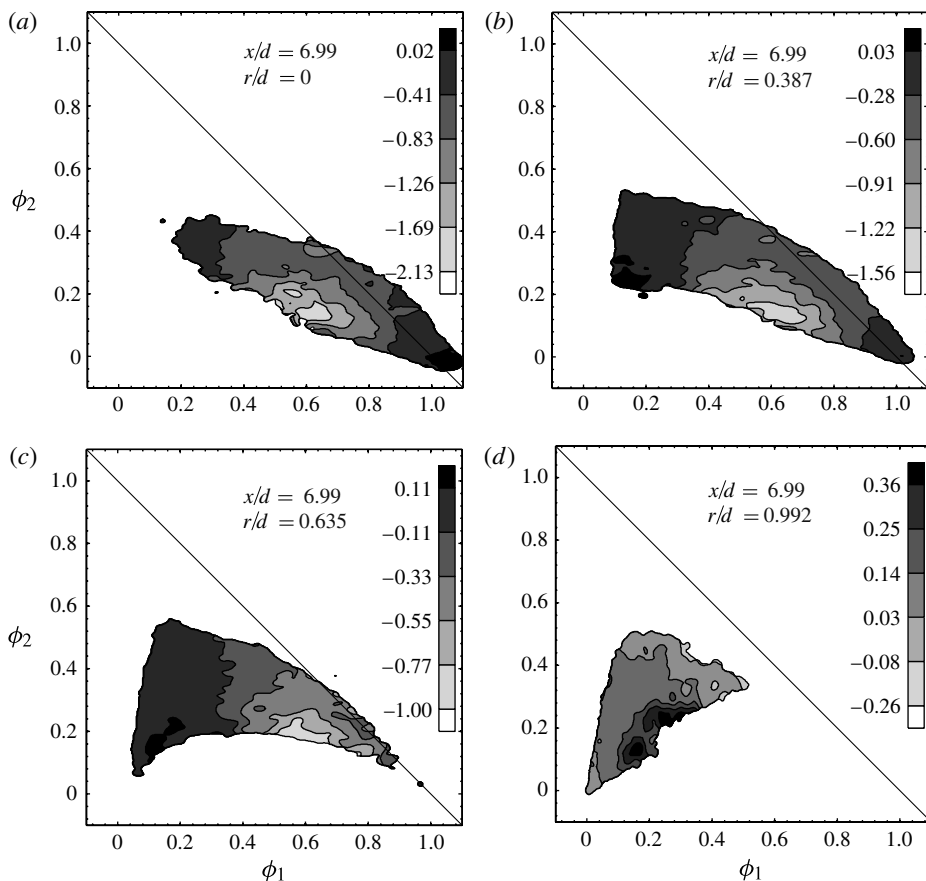 (a)
x/d = 6.99
r/d = 0
0.02
−0.41
−0.83
−1.26
−1.69
−2.13
1.0
0.8
0.6
0.4
0.2
0
ϕ2
0 0.2 0.4 0.6 0.8 1.0
(b)
x/d = 6.99
r/d = 0.387
0.03
−0.28
−0.60
−0.91
−1.22
−1.56
1.0
0.8
0.6
0.4
0.2
0
0 0.2 0.4 0.6 0.8 1.0
(c)
x/d = 6.99
r/d = 0.635
0.11
−0.11
−0.33
−0.55
−0.77
−1.00
1.0
0.8
0.6
0.4
0.2
0
ϕ2
0 0.2 0.4 0.6 0.8 1.0
ϕ1
(d)
x/d = 6.99
r/d = 0.992
0.36
0.25
0.14
0.03
−0.08
−0.26
1.0
0.8
0.6
0.4
0.2
0
0 0.2 0.4 0.6 0.8 1.0
ϕ1